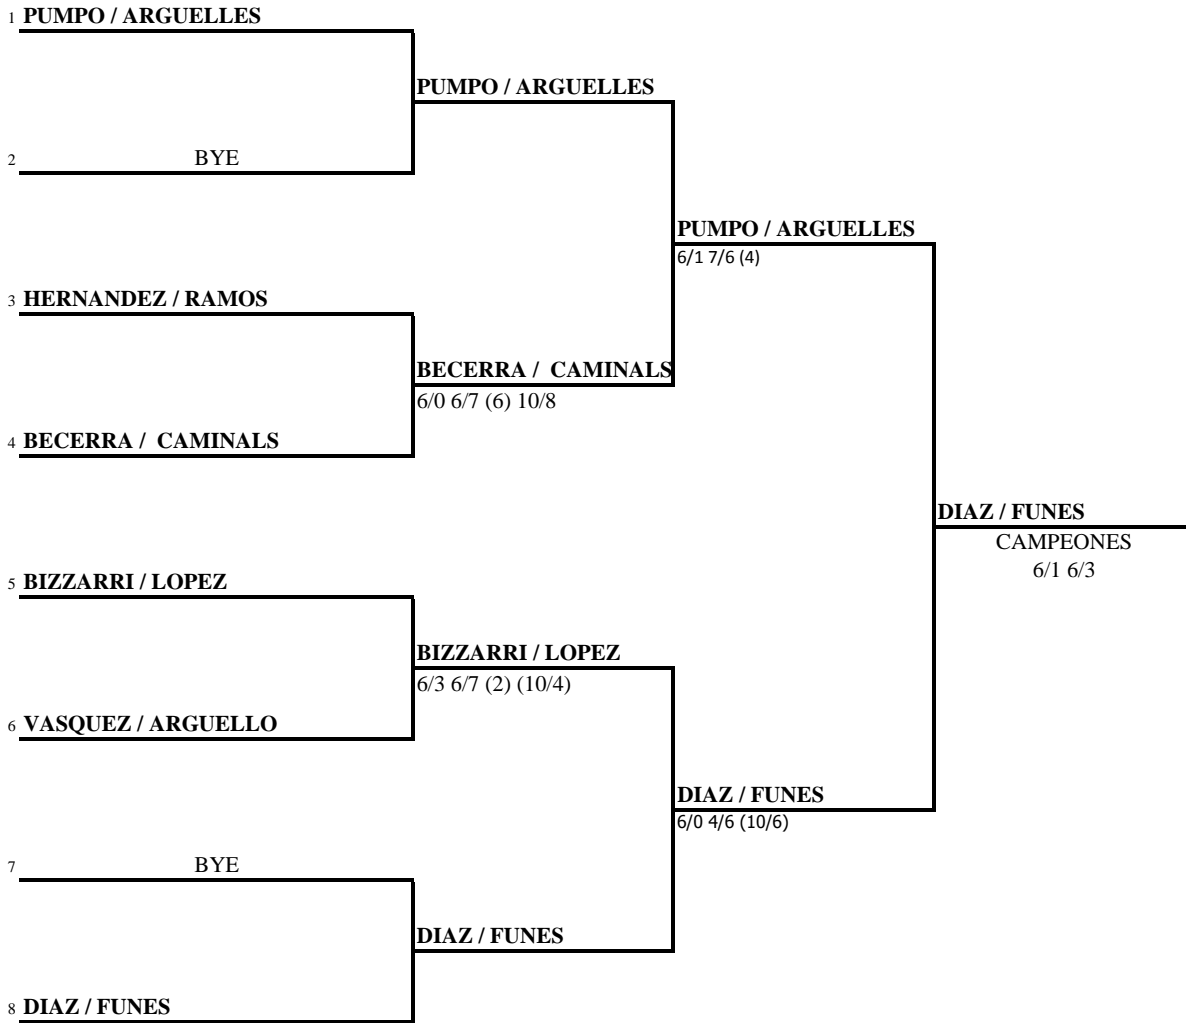 1 PUMPO / ARGUELLES
PUMPO / ARGUELLES
2 BYE
PUMPO / ARGUELLES
6/1 7/6 (4)
3 HERNANDEZ / RAMOS
BECERRA /  CAMINALS
6/0 6/7 (6) 10/8
4 BECERRA /  CAMINALS
DIAZ / FUNES
CAMPEONES
6/1 6/3
5 BIZZARRI / LOPEZ
BIZZARRI / LOPEZ
6/3 6/7 (2) (10/4)
6 VASQUEZ / ARGUELLO
DIAZ / FUNES
6/0 4/6 (10/6)
7 BYE
DIAZ / FUNES
8 DIAZ / FUNES